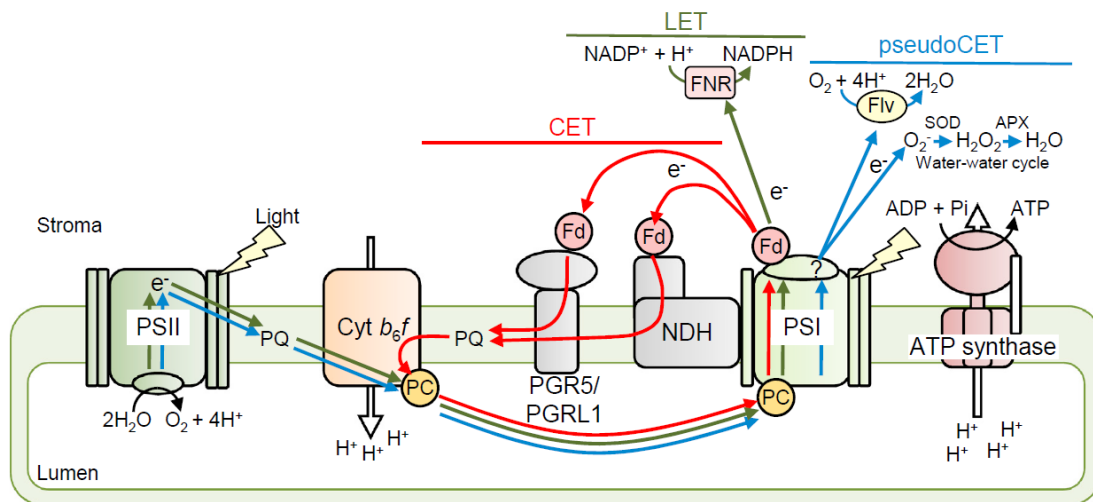 LET
pseudoCET
NADP⁺ + H⁺ NADPH
FNR
O₂ + 4H⁺ 2H₂O
Flv
CET
SOD APX
O₂⁻ H₂O₂ H₂O
Water-water cycle
e⁻
e⁻
e⁻
Stroma
Light
ADP + Pi ATP
Fd
Fd
Fd
?
e⁻
PSII
PQ
Cyt b₆f
PQ
NDH
PSI
ATP synthase
PC
PC
PGR5/
PGRL1
2H₂O O₂ + 4H⁺
H⁺ H⁺ H⁺
H⁺ H⁺
H⁺ H⁺
Lumen